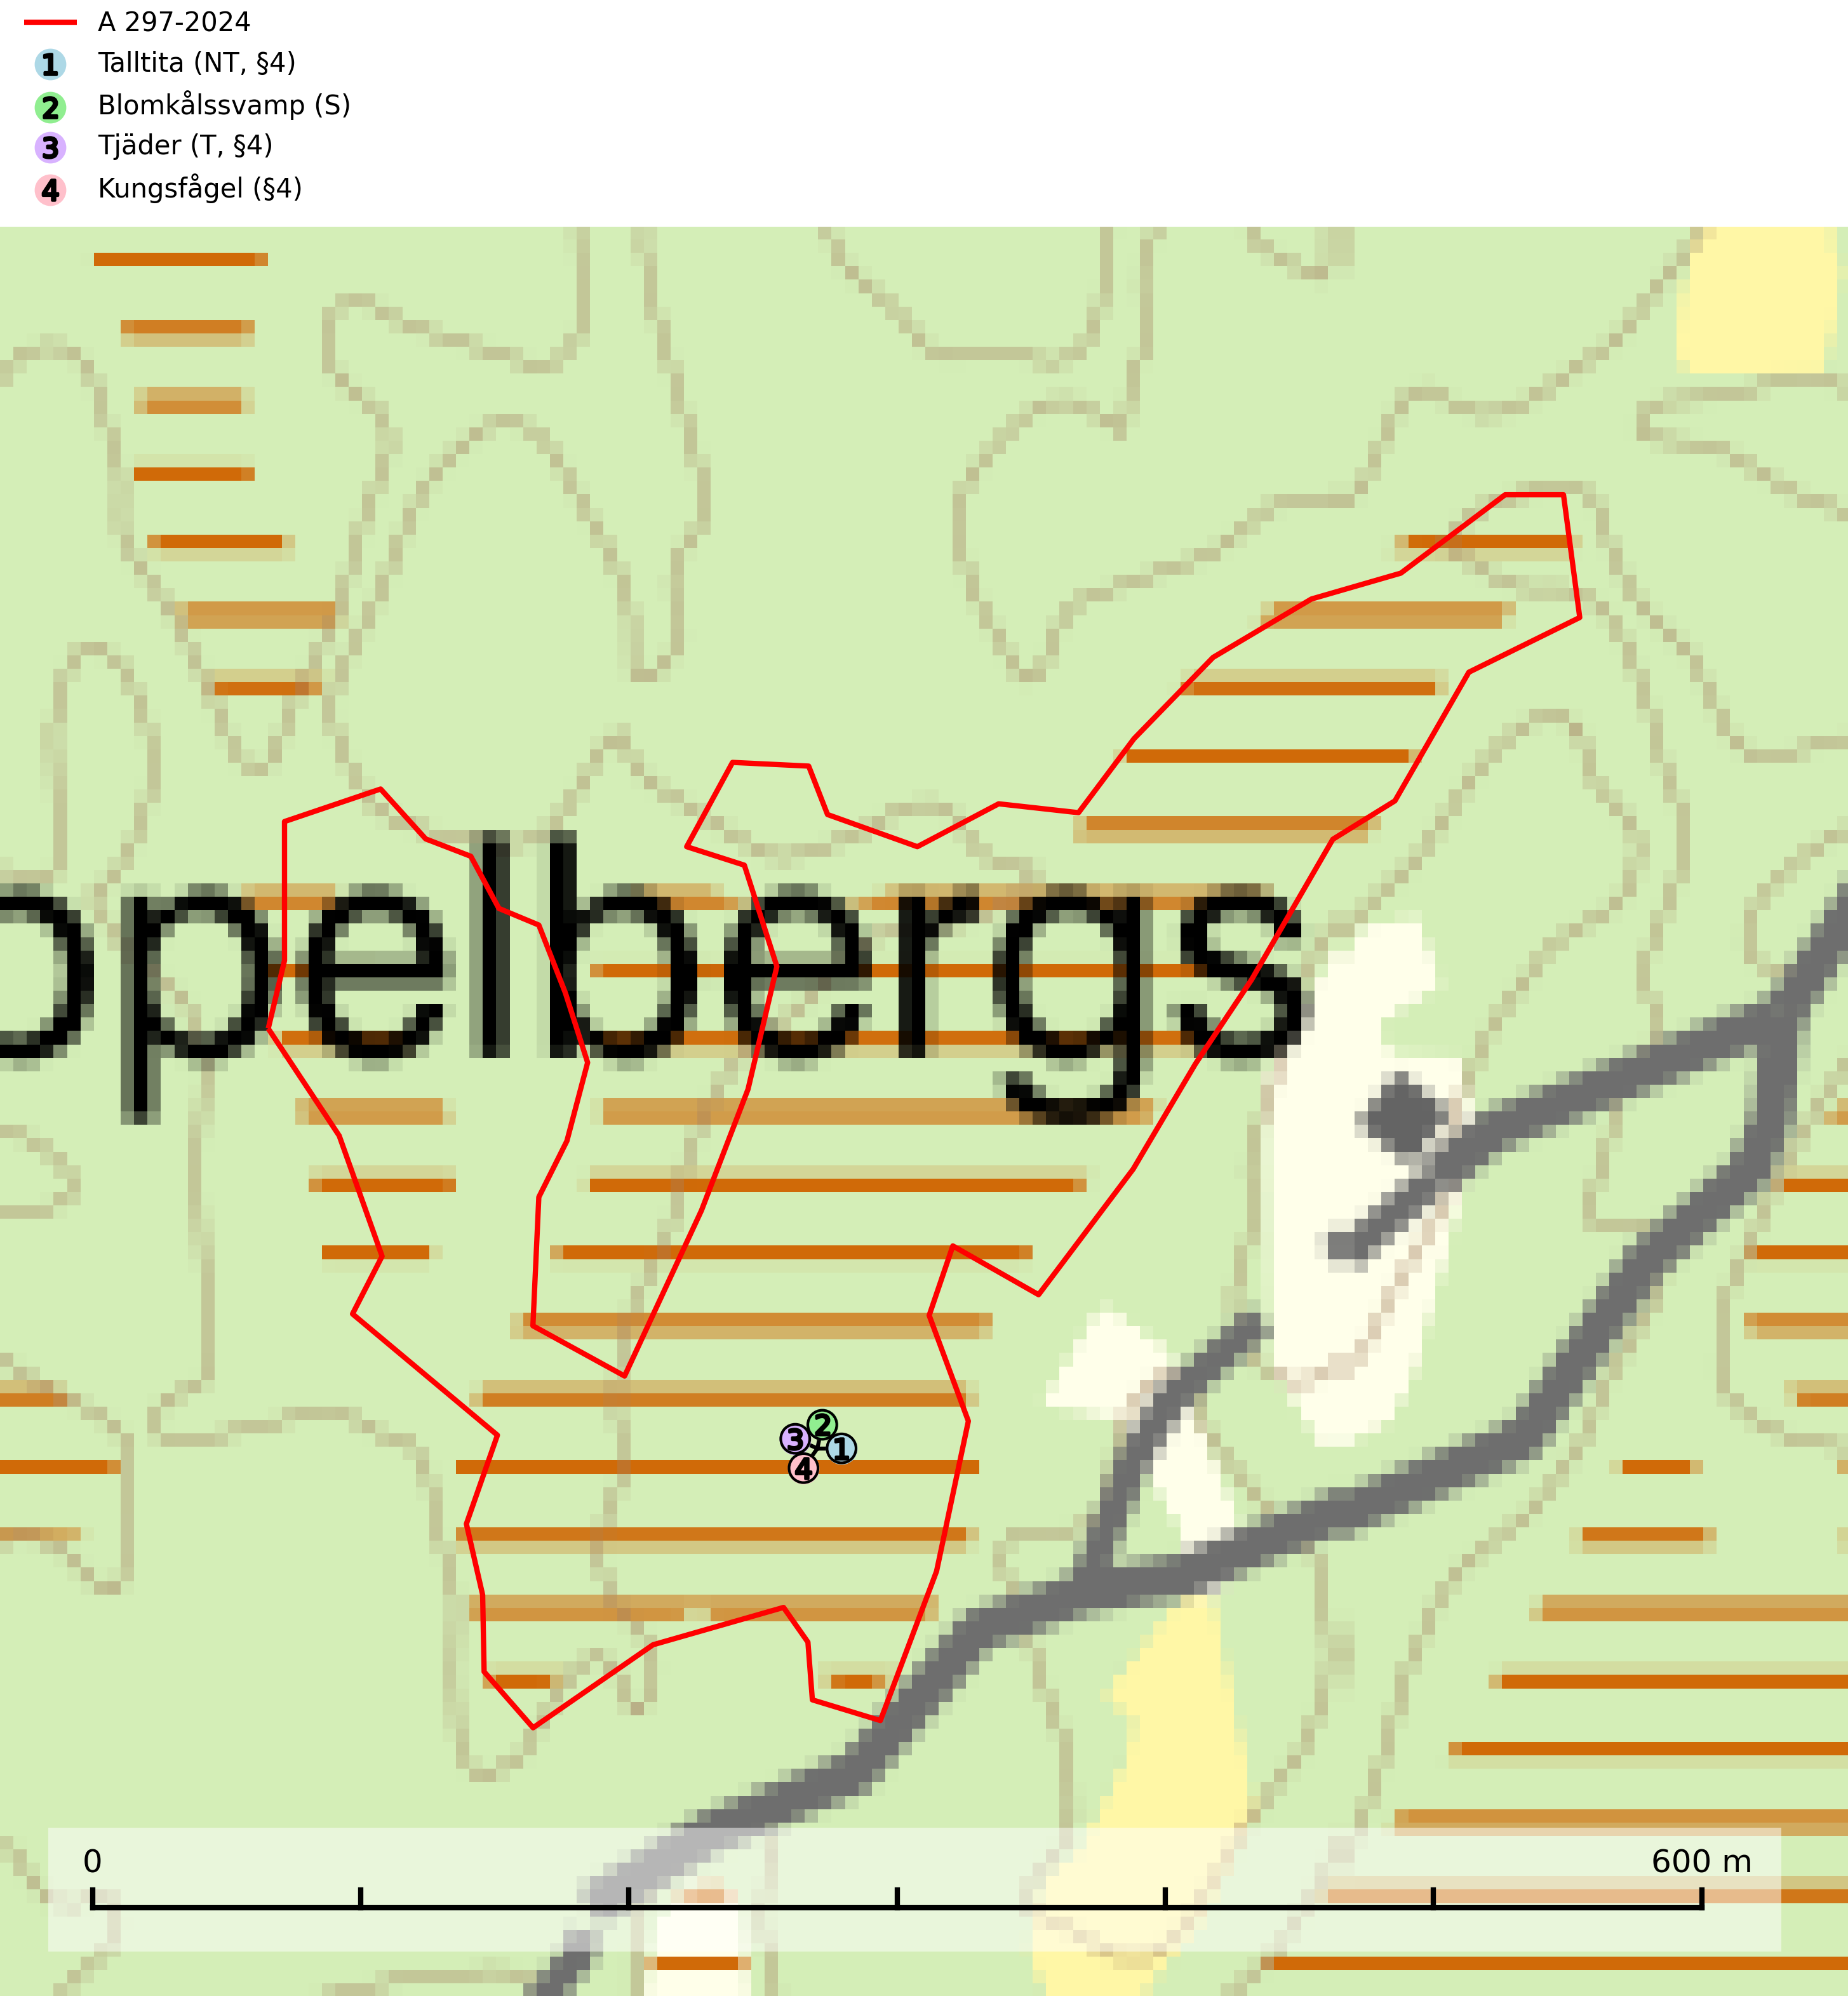 A 297-2024
1 Talltita (NT, §4)
2 Blomkålssvamp (S)
3 Tjäder (T, §4)
4 Kungsfågel (§4)
pelbergs
2
3 1
4
0 600 m